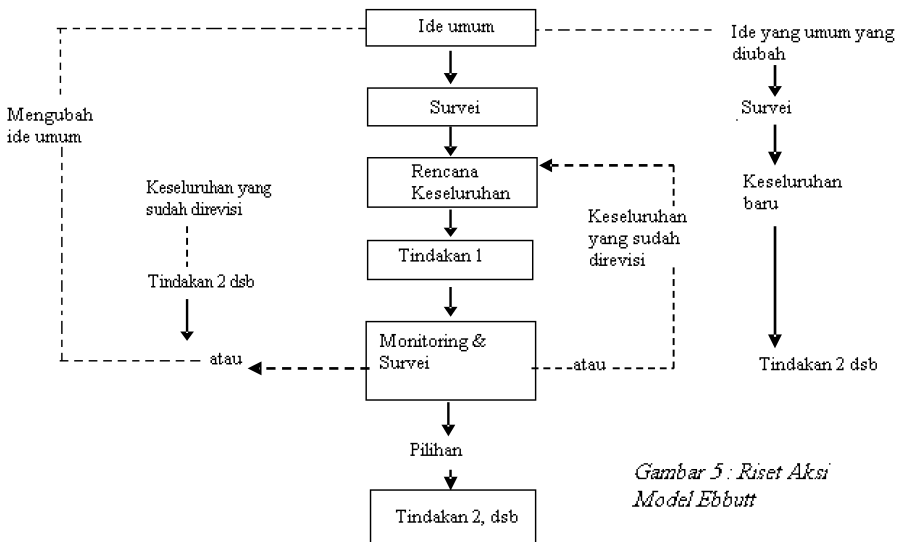 Ide umum
Ide yang umum yang
diubah
Survei
Survei
Mengubah
ide umum
Rencana
Keseluruhan
Keseluruhan yang
sudah direvisi
Keseluruhan
baru
Keseluruhan
yang sudah
direvisi
Tindakan 1
Tindakan 2 dsb
Monitoring &
Survei
atau
atau
Tindakan 2 dsb
Pilihan
Tindakan 2, dsb
Gambar 5 : Riset Aksi
Model Ebbutt